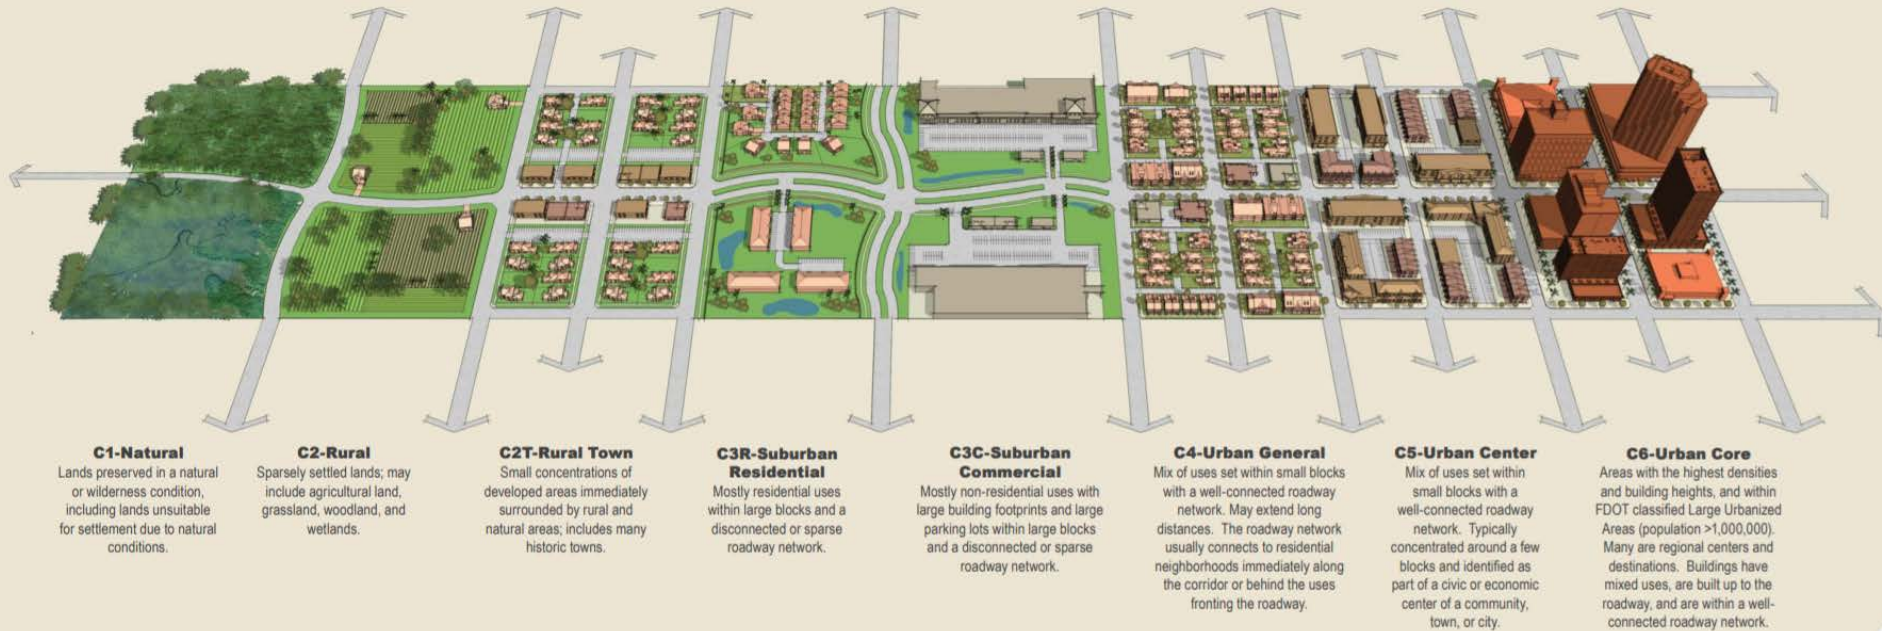 C1-Natural
Lands preserved in a natural
or wilderness condition,
including lands unsuitable
for settlement due to natural
conditions.
C2-Rural
Sparsely settled lands; may
include agricultural land,
grassland, woodland, and
wetlands.
C2T-Rural Town
Small concentrations of
developed areas immediately
surrounded by rural and
natural areas; includes many
historic towns.
C3R-Suburban
Residential
Mostly residential uses
within large blocks and a
disconnected or sparse
roadway network.
C3C-Suburban
Commercial
Mostly non-residential uses with
large building footprints and large
parking lots within large blocks
and a disconnected or sparse
roadway network.
C4-Urban General
Mix of uses set within small blocks
with a well-connected roadway
network. May extend long
distances. The roadway network
usually connects to residential
neighborhoods immediately along
the corridor or behind the uses
fronting the roadway.
C5-Urban Center
Mix of uses set within
small blocks with a
well-connected roadway
network. Typically
concentrated around a few
blocks and identified as
part of a civic or economic
center of a community,
town, or city.
C6-Urban Core
Areas with the highest densities
and building heights, and within
FDOT classified Large Urbanized
Areas (population >1,000,000).
Many are regional centers and
destinations. Buildings have
mixed uses, are built up to the
roadway, and are within a well-
connected roadway network.